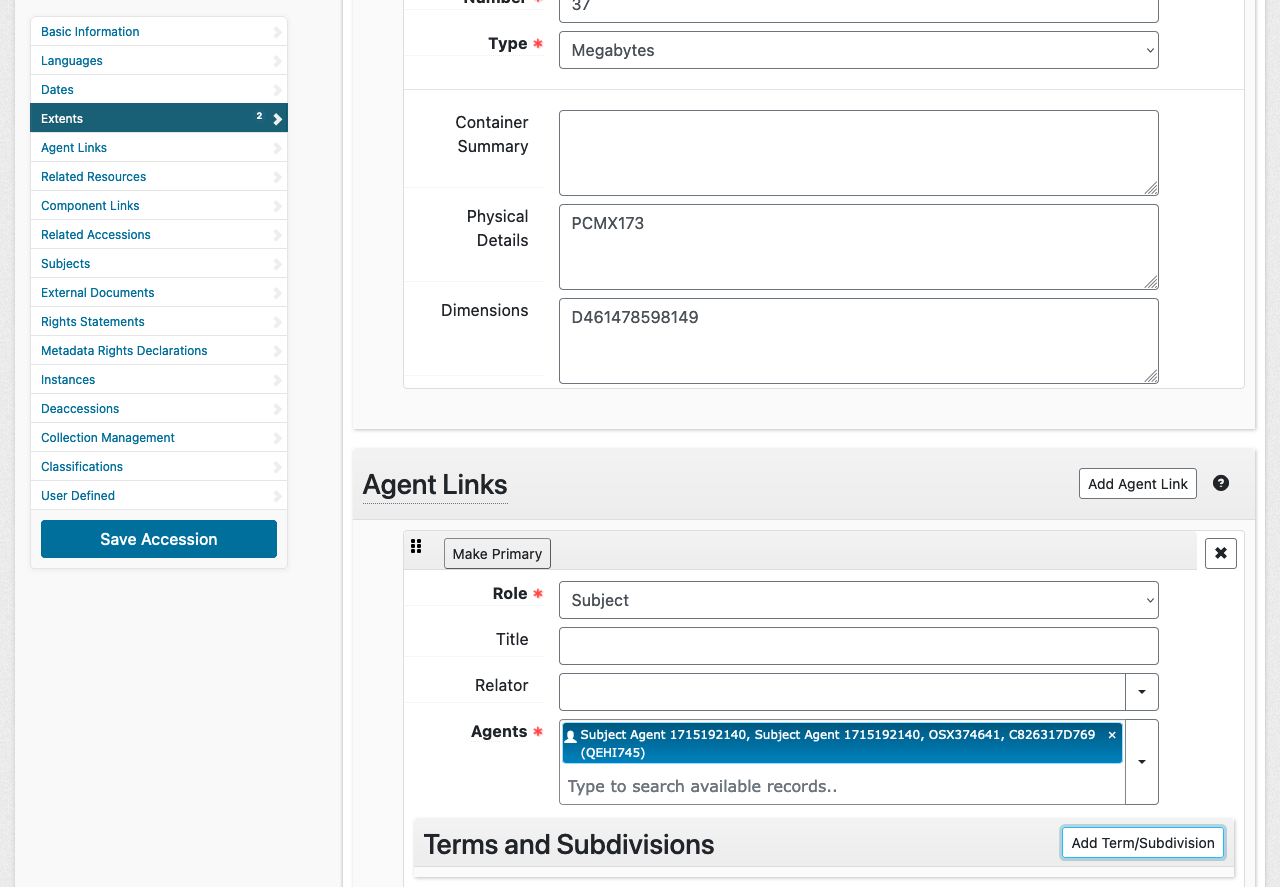 Basic Information
Languages
Dates
Extents 2
Agent Links
Related Resources
Component Links
Related Accessions
Subjects
External Documents
Rights Statements
Metadata Rights Declarations
Instances
Deaccessions
Collection Management
Classifications
User Defined
Save Accession
Number * 37
Type * Megabytes
Container
Summary
Physical
Details
PCMX173
Dimensions D461478598149
Agent Links
Add Agent Link
Make Primary
Role * Subject
Title
Relator
Agents *
Subject Agent 1715192140, Subject Agent 1715192140, OSX374641, C826317D769 ×
(QEHI745)
Type to search available records..
Terms and Subdivisions
Add Term/Subdivision